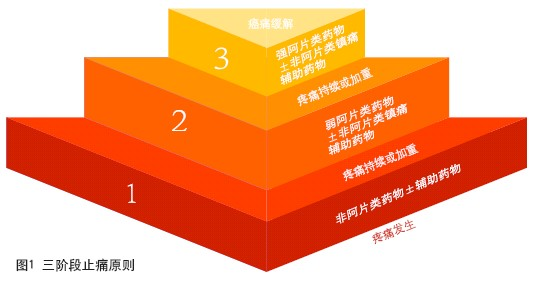 癌痛缓解
3
强阿片类药物
±非阿片类镇痛
辅助药物
疼痛持续或加重
2
弱阿片类药物
±非阿片类镇痛
辅助药物
疼痛持续或加重
1
非阿片类药物±辅助药物
疼痛发生
图1 三阶段止痛原则